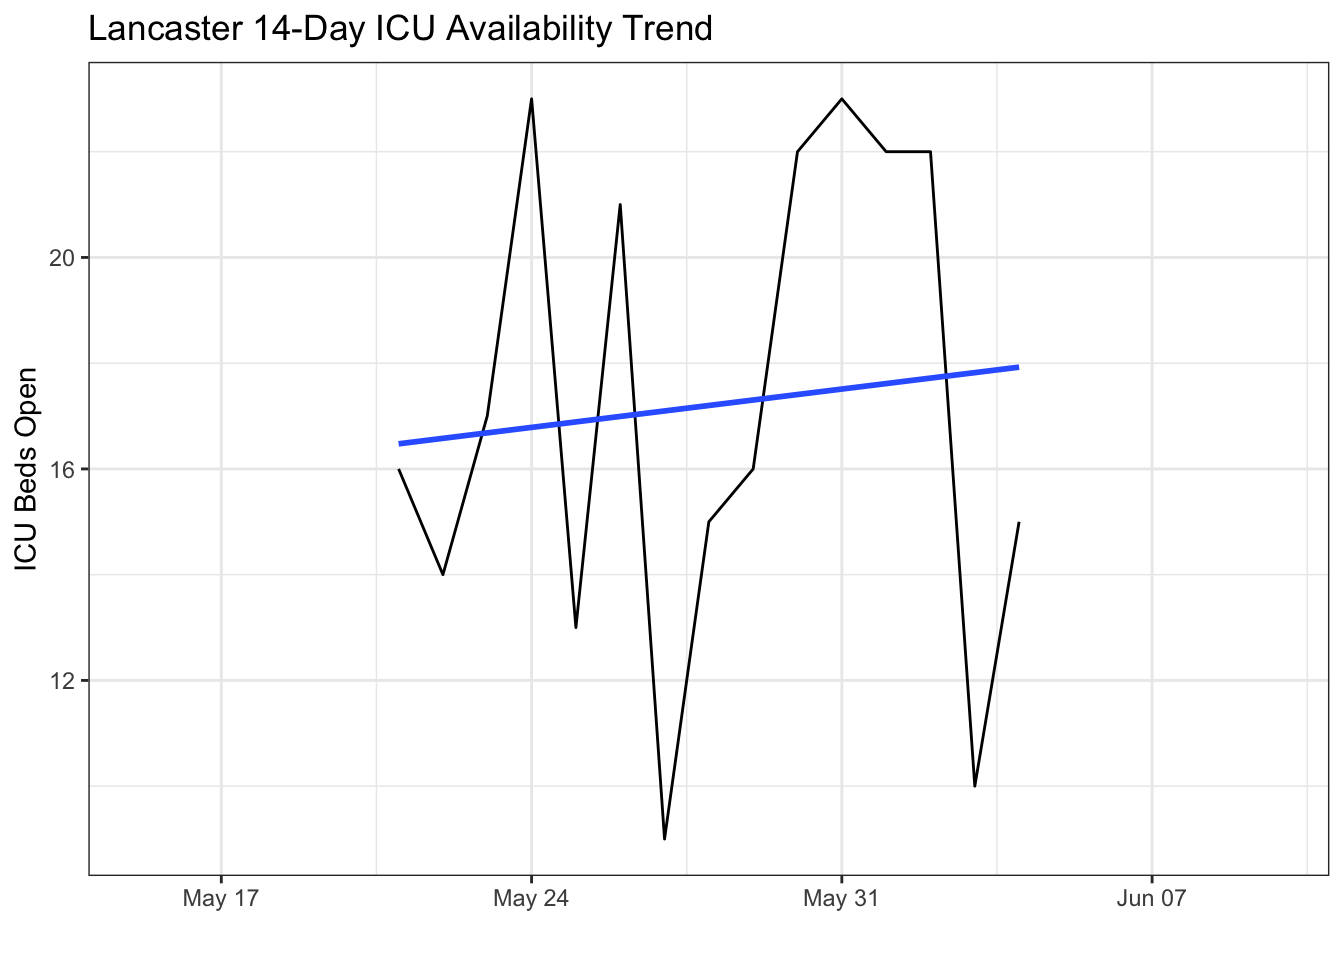 Lancaster 14-Day ICU Availability Trend
ICU Beds Open
20
16
12
May 17
May 24
May 31
Jun 07